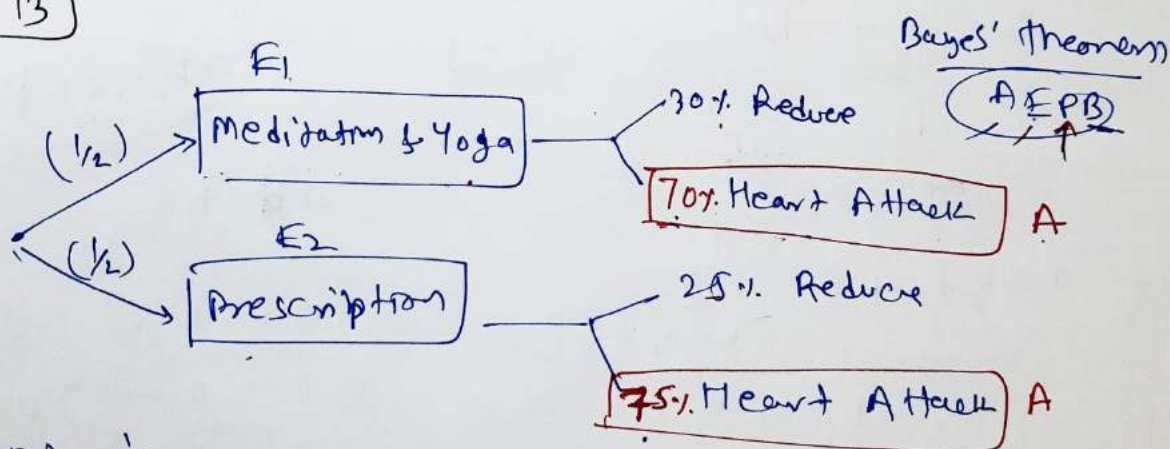 13
Bayes' Theorem
A E P B
E1
(1/2)
Meditation & Yoga
30% Reduce
70% Heart Attack
A
E2
(1/2)
Prescription
25% Reduce
75% Heart Attack
A